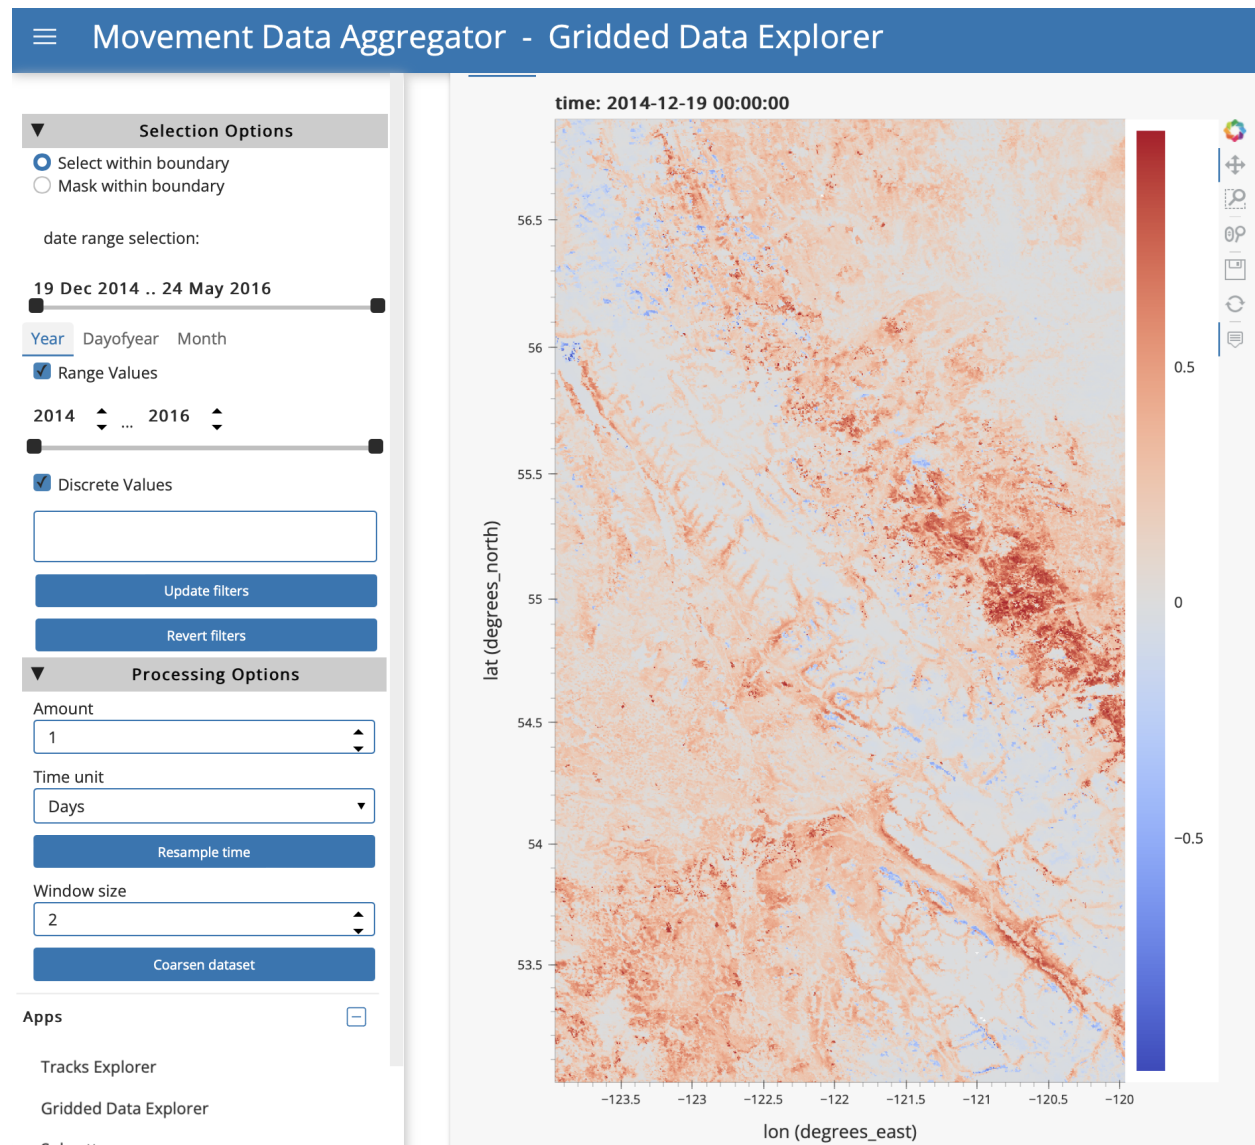 Movement Data Aggregator - Gridded Data Explorer
Selection Options
Select within boundary
Mask within boundary
date range selection:
19 Dec 2014 .. 24 May 2016
Year Dayofyear Month
Range Values
2014 ... 2016
Discrete Values
Update filters
Revert filters
Processing Options
Amount
1
Time unit
Days
Resample time
Window size
2
Coarsen dataset
Apps
Tracks Explorer
Gridded Data Explorer
time: 2014-12-19 00:00:00
lat (degrees_north)
56.5
56
55.5
55
54.5
54
53.5
−123.5 −123 −122.5 −122 −121.5 −121 −120.5 −120
lon (degrees_east)
0.5
0
−0.5